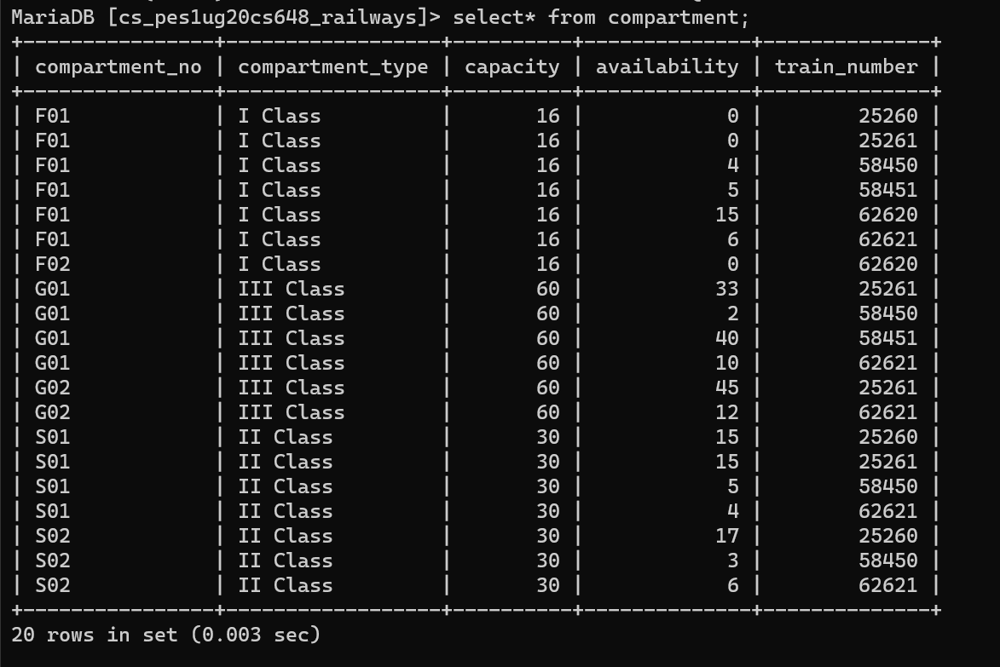 MariaDB [cs_pes1ug20cs648_railways]> select* from compartment;
+----------------+------------------+----------+--------------+--------------+
| compartment_no | compartment_type | capacity | availability | train_number |
+----------------+------------------+----------+--------------+--------------+
| F01            | I Class          |       16 |            0 |        25260 |
| F01            | I Class          |       16 |            0 |        25261 |
| F01            | I Class          |       16 |            4 |        58450 |
| F01            | I Class          |       16 |            5 |        58451 |
| F01            | I Class          |       16 |           15 |        62620 |
| F01            | I Class          |       16 |            6 |        62621 |
| F02            | I Class          |       16 |            0 |        62620 |
| G01            | III Class        |       60 |           33 |        25261 |
| G01            | III Class        |       60 |            2 |        58450 |
| G01            | III Class        |       60 |           40 |        58451 |
| G01            | III Class        |       60 |           10 |        62621 |
| G02            | III Class        |       60 |           45 |        25261 |
| G02            | III Class        |       60 |           12 |        62621 |
| S01            | II Class         |       30 |           15 |        25260 |
| S01            | II Class         |       30 |           15 |        25261 |
| S01            | II Class         |       30 |            5 |        58450 |
| S01            | II Class         |       30 |            4 |        62621 |
| S02            | II Class         |       30 |           17 |        25260 |
| S02            | II Class         |       30 |            3 |        58450 |
| S02            | II Class         |       30 |            6 |        62621 |
+----------------+------------------+----------+--------------+--------------+
20 rows in set (0.003 sec)